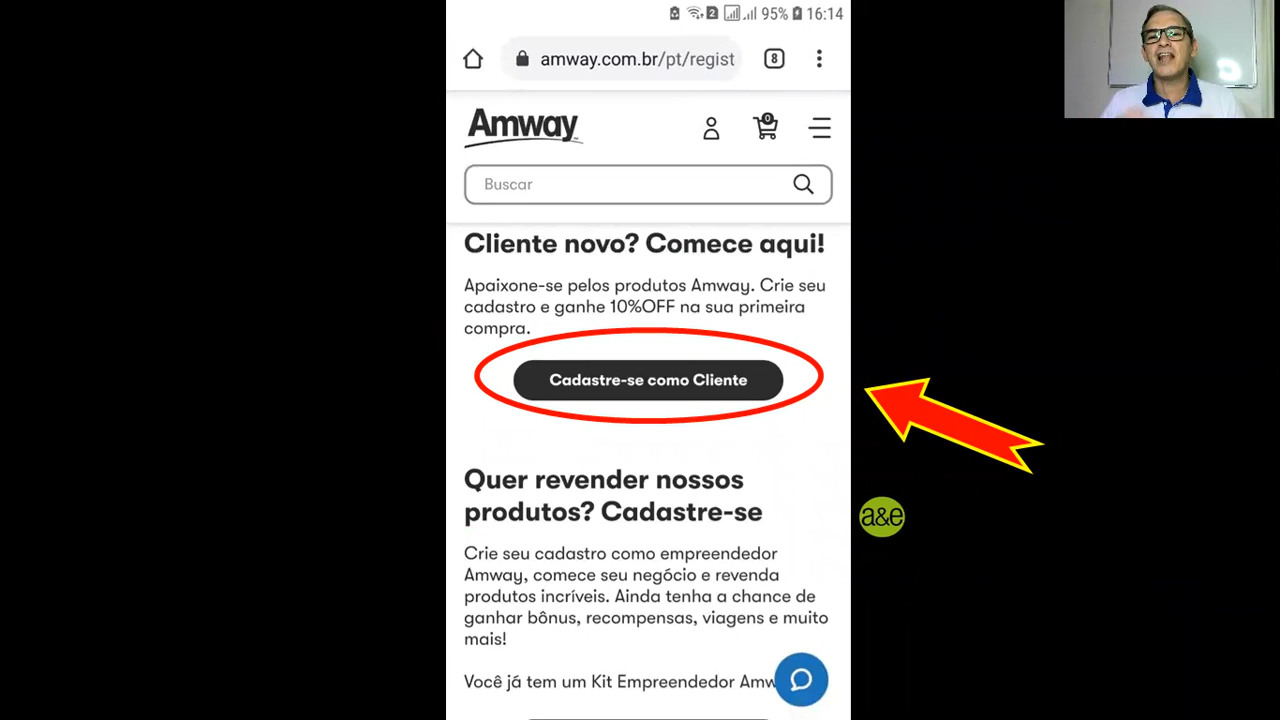 2 95% 16:14
amway.com.br/pt/regist 8
Amway 0
Buscar
Cliente novo? Comece aqui!
Apaixone-se pelos produtos Amway. Crie seu
cadastro e ganhe 10%OFF na sua primeira
compra.
Cadastre-se como Cliente
Quer revender nossos
produtos? Cadastre-se
a&e
Crie seu cadastro como empreendedor
Amway, comece seu negócio e revenda
produtos incríveis. Ainda tenha a chance de
ganhar bônus, recompensas, viagens e muito
mais!
Você já tem um Kit Empreendedor Amw